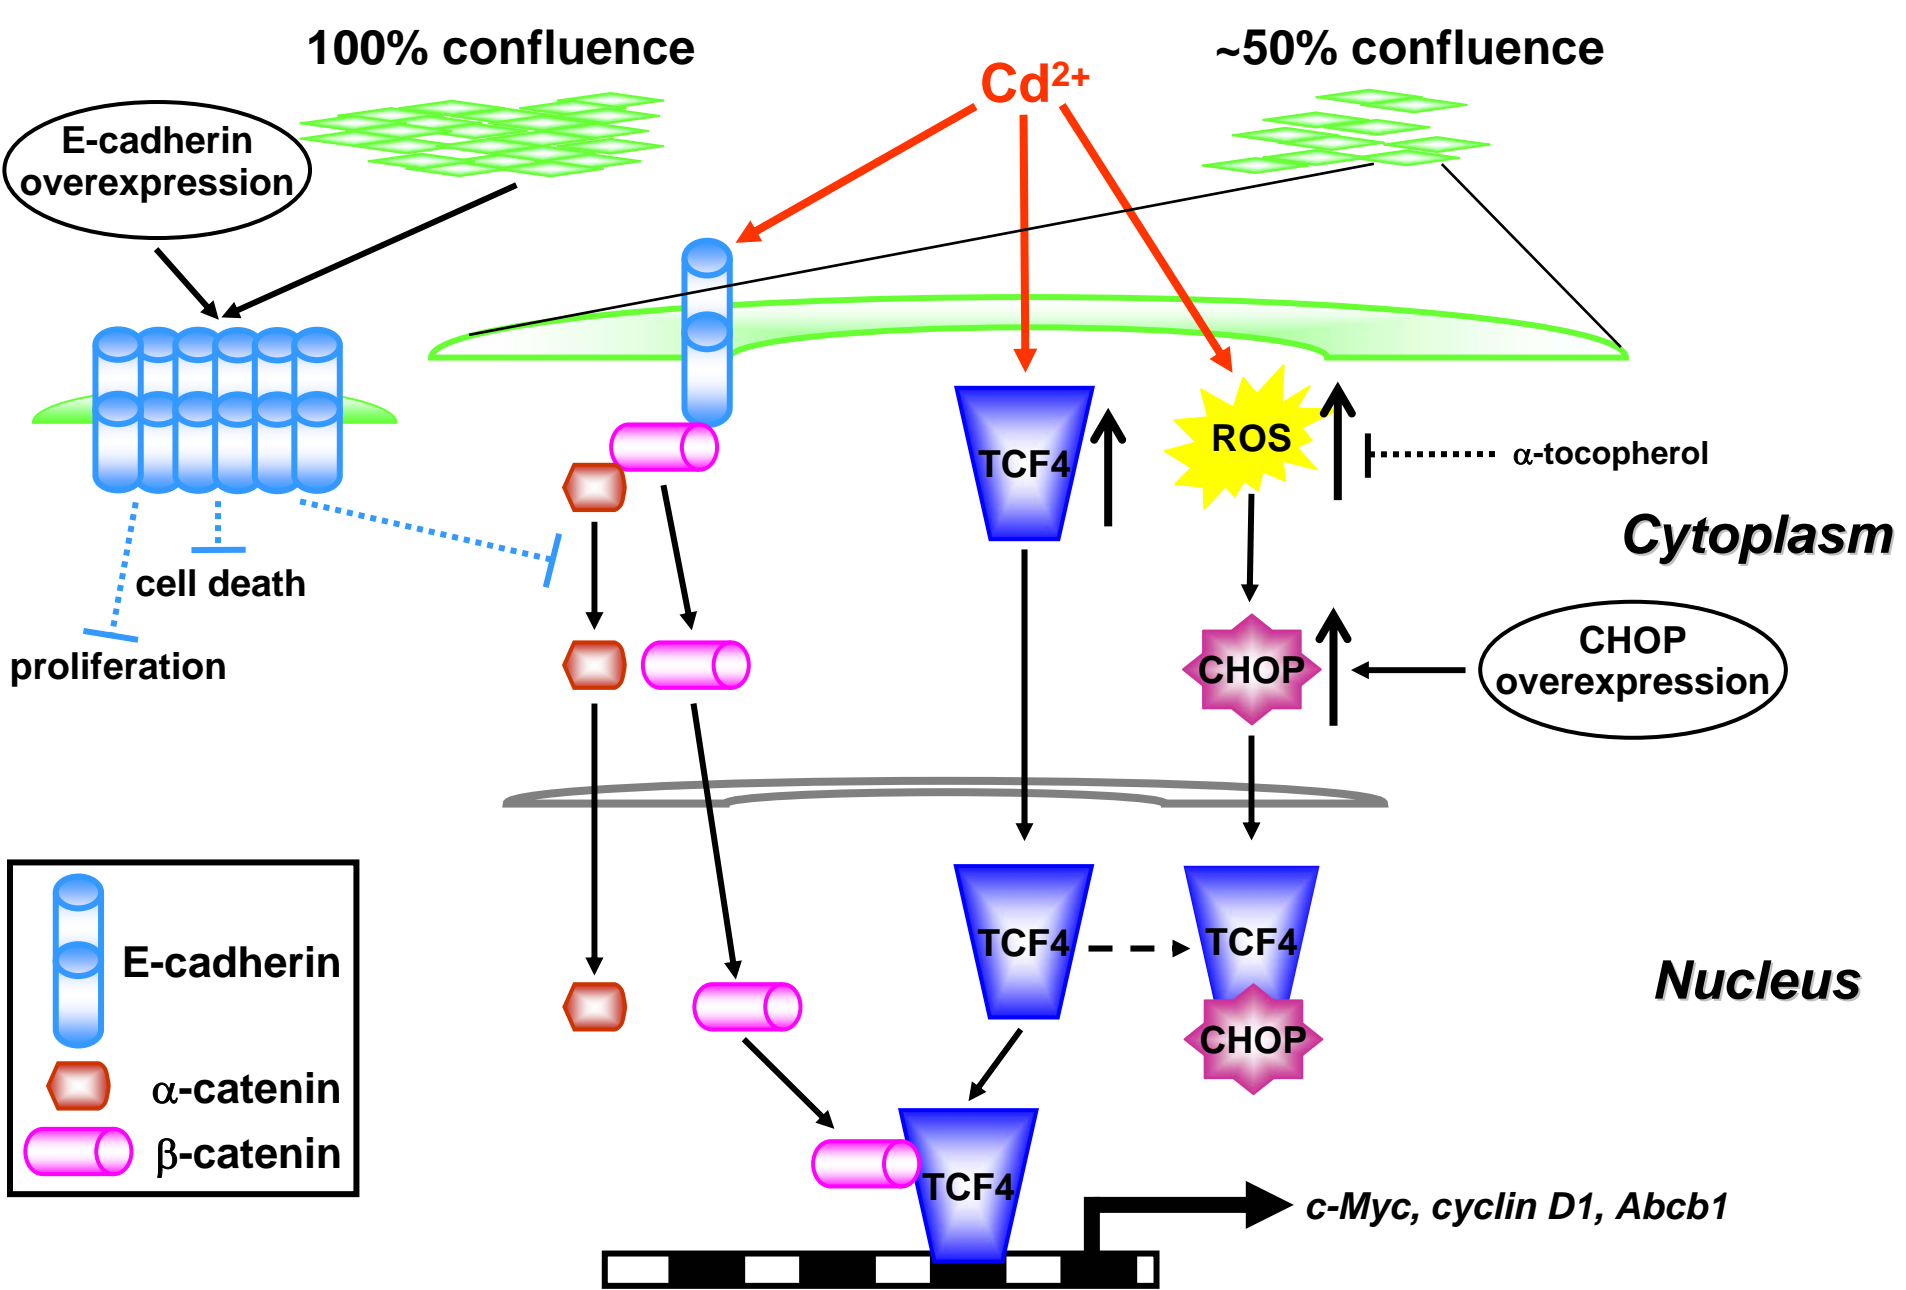 100% confluence
~50% confluence
Cd²⁺
E-cadherin
overexpression
TCF4
ROS
α-tocopherol
Cytoplasm
cell death
proliferation
CHOP
CHOP
overexpression
E-cadherin
α-catenin
β-catenin
TCF4
TCF4
CHOP
Nucleus
TCF4
c-Myc, cyclin D1, Abcb1